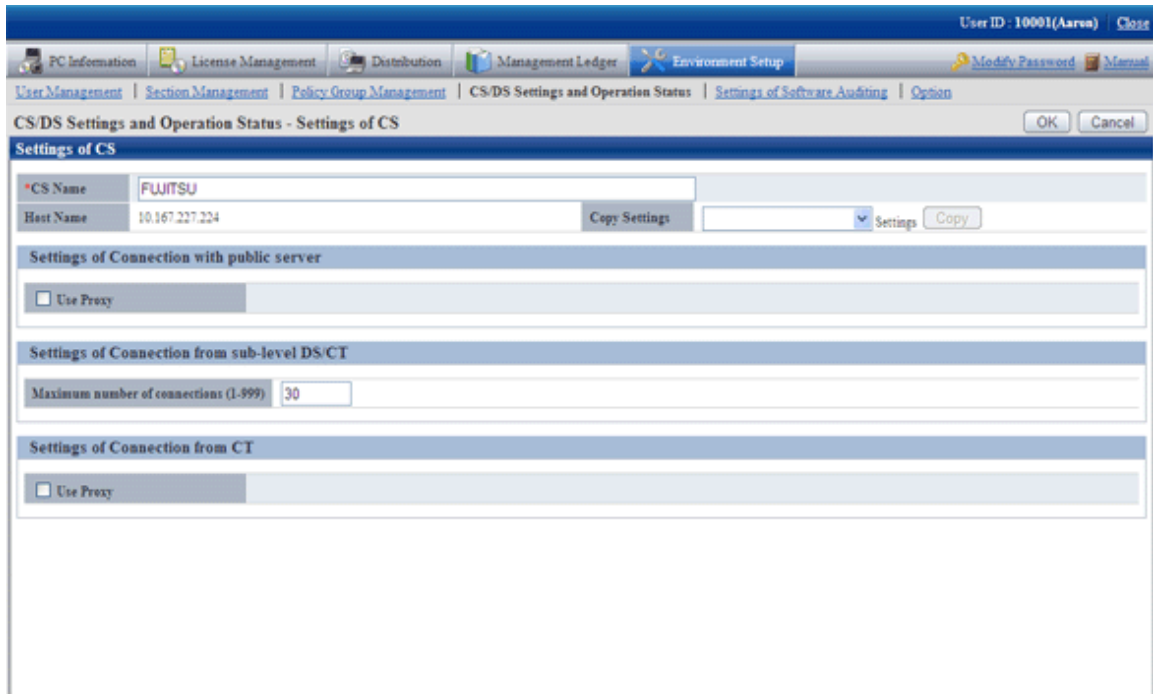 User ID : 10001(Aaron) Close
PC Information License Management Distribution Management Ledger Environment Setup Modify Password Manual
User Management | Section Management | Policy Group Management | CS/DS Settings and Operation Status | Settings of Software Auditing | Option
CS/DS Settings and Operation Status - Settings of CS OK Cancel
Settings of CS
*CS Name FUJITSU
Host Name 10.167.227.224 Copy Settings Settings Copy
Settings of Connection with public server
Use Proxy
Settings of Connection from sub-level DS/CT
Maximum number of connections (1-999) 30
Settings of Connection from CT
Use Proxy